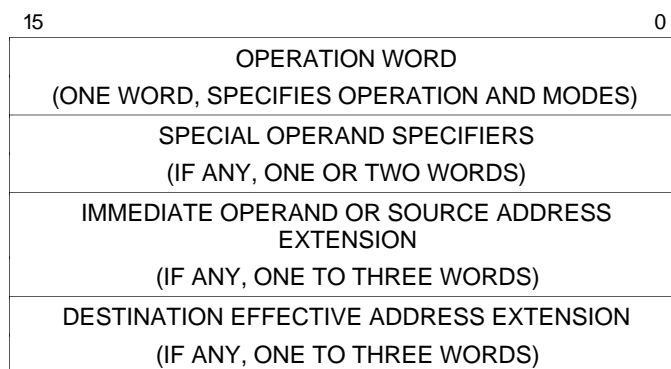 15 0
OPERATION WORD
(ONE WORD, SPECIFIES OPERATION AND MODES)
SPECIAL OPERAND SPECIFIERS
(IF ANY, ONE OR TWO WORDS)
IMMEDIATE OPERAND OR SOURCE ADDRESS
EXTENSION
(IF ANY, ONE TO THREE WORDS)
DESTINATION EFFECTIVE ADDRESS EXTENSION
(IF ANY, ONE TO THREE WORDS)